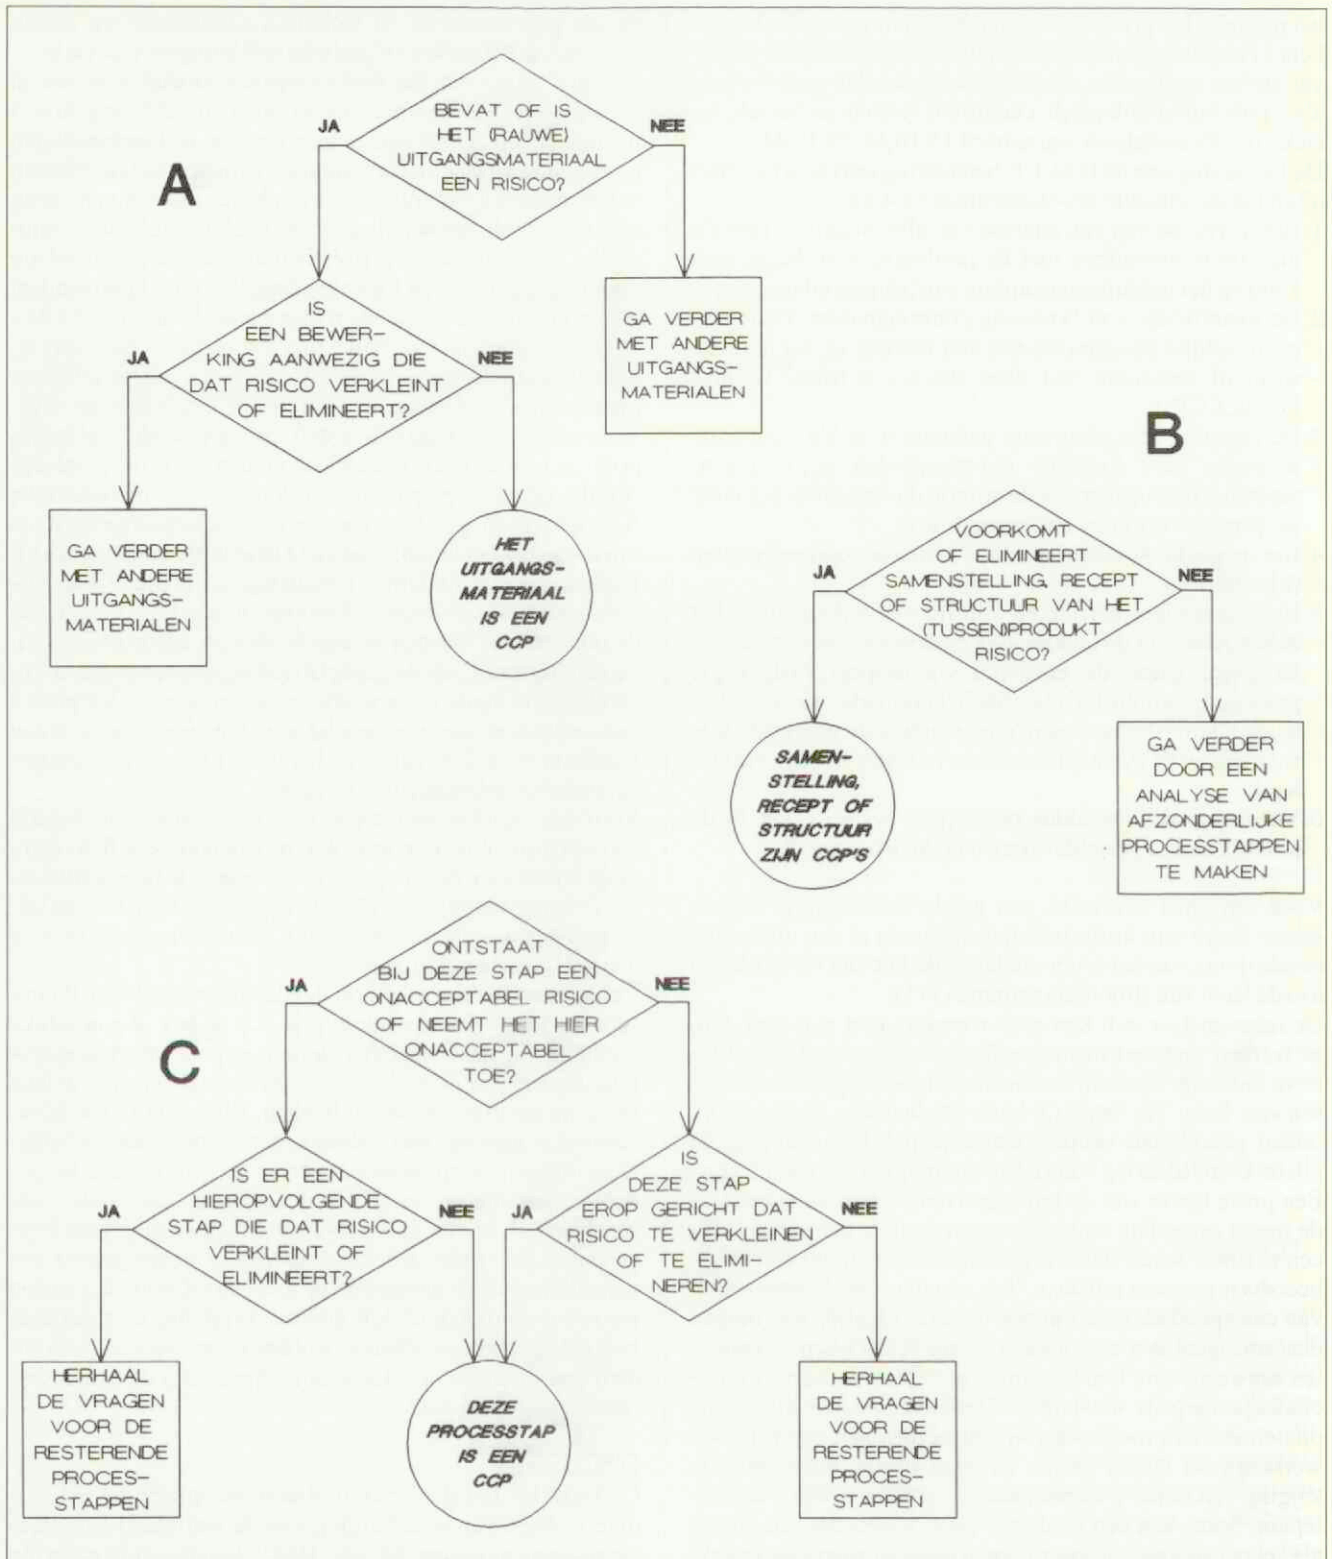 A
BEVAT OF IS
HET (RAUWE)
UITGANGSMATERIAAL
EEN RISICO?
JA
NEE
IS
EEN BEWER-
KING AANWEZIG DIE
DAT RISICO VERKLEINT
OF ELIMINEERT?
GA VERDER
MET ANDERE
UITGANGS-
MATERIALEN
JA
NEE
GA VERDER
MET ANDERE
UITGANGS-
MATERIALEN
HET
UITGANGS-
MATERIAAL
IS EEN
CCP
B
VOORKOMT
OF ELIMINEERT
SAMENSTELLING, RECEPT
OF STRUCTUUR VAN HET
(TUSSEN)PRODUKT
RISICO?
JA
NEE
SAMEN-
STELLING,
RECEPT OF
STRUCTUUR
ZIJN CCP'S
GA VERDER
DOOR EEN
ANALYSE VAN
AFZONDERLIJKE
PROCESSTAPPEN
TE MAKEN
C
ONTSTAAT
BIJ DEZE STAP EEN
ONACCEPTABEL RISICO
OF NEEMT HET HIER
ONACCEPTABEL
TOE?
JA
NEE
IS ER EEN
HIEROPVOLGENDE
STAP DIE DAT RISICO
VERKLEINT OF
ELIMINEERT?
JA
NEE
IS
DEZE STAP
EROP GERICHT DAT
RISICO TE VERKLEINEN
OF TE ELIMI-
NEREN?
JA
NEE
HERHAAL
DE VRAGEN
VOOR DE
RESTERENDE
PROCES-
STAPPEN
DEZE
PROCESSTAP
IS EEN
CCP
HERHAAL
DE VRAGEN
VOOR DE
RESTERENDE
PROCES-
STAPPEN